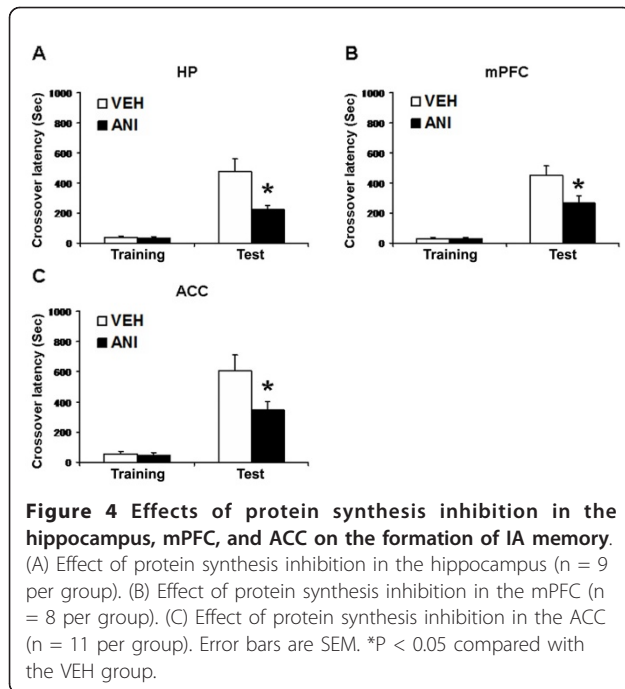 A
HP
Crossover latency (Sec)
1000
800
600
400
200
0
VEH
ANI
*
Training
Test
B
mPFC
Crossover latency (Sec)
1000
800
600
400
200
0
VEH
ANI
*
Training
Test
C
ACC
Crossover latency (Sec)
1000
800
600
400
200
0
VEH
ANI
*
Training
Test
Figure 4 Effects of protein synthesis inhibition in the
hippocampus, mPFC, and ACC on the formation of IA memory.
(A) Effect of protein synthesis inhibition in the hippocampus (n = 9
per group). (B) Effect of protein synthesis inhibition in the mPFC (n
= 8 per group). (C) Effect of protein synthesis inhibition in the ACC
(n = 11 per group). Error bars are SEM. *P < 0.05 compared with
the VEH group.